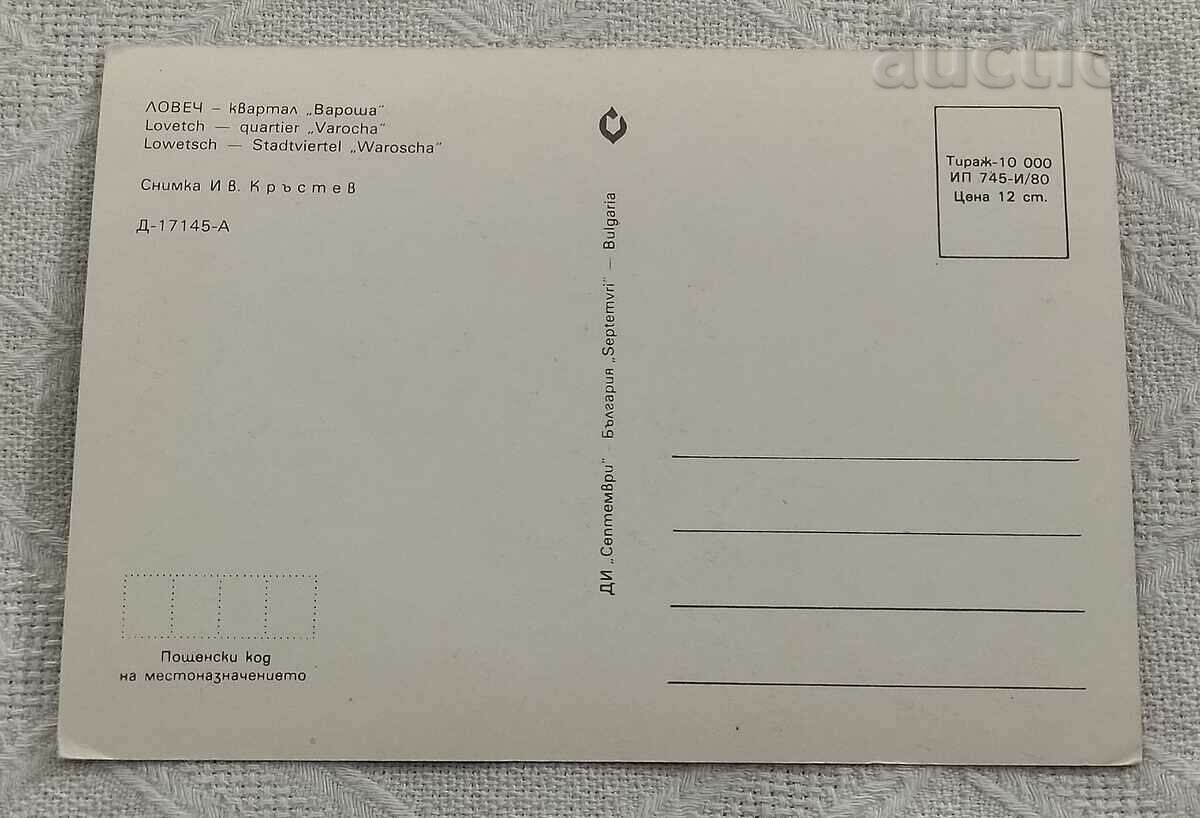 ЛОВЕЧ – квартал „Вароша“
Lovetch — quartier „Varocha“
Lowetsch — Stadtviertel „Waroscha“
Снимка Ив. Кръстев
Д-17145-А
ДИ „Септември“ – България „Septemvri“ — Bulgaria
Тираж-10 000
ИП 745-И/80
Цена 12 ст.
Пощенски код
на местоназначението